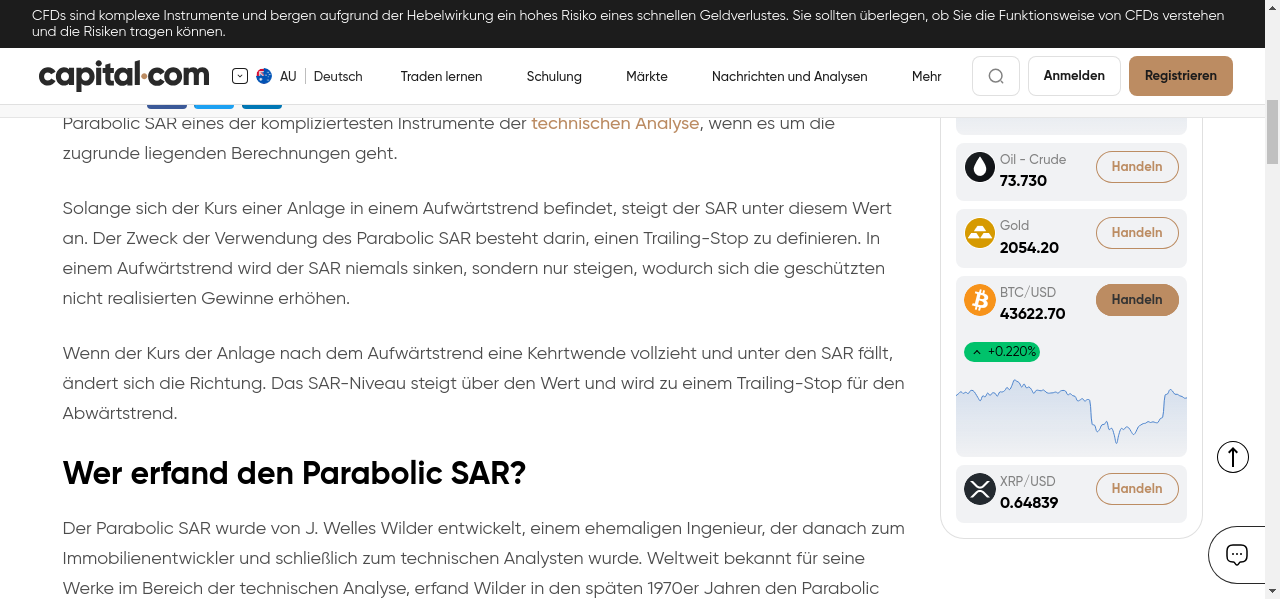 CFDs sind komplexe Instrumente und bergen aufgrund der Hebelwirkung ein hohes Risiko eines schnellen Geldverlustes. Sie sollten überlegen, ob Sie die Funktionsweise von CFDs verstehen
und die Risiken tragen können.
capital.com
AU
Deutsch
Traden lernen
Schulung
Märkte
Nachrichten und Analysen
Mehr
Anmelden
Registrieren
Parabolic SAR eines der kompliziertesten Instrumente der technischen Analyse, wenn es um die
zugrunde liegenden Berechnungen geht.
Solange sich der Kurs einer Anlage in einem Aufwärtstrend befindet, steigt der SAR unter diesem Wert
an. Der Zweck der Verwendung des Parabolic SAR besteht darin, einen Trailing-Stop zu definieren. In
einem Aufwärtstrend wird der SAR niemals sinken, sondern nur steigen, wodurch sich die geschützten
nicht realisierten Gewinne erhöhen.
Wenn der Kurs der Anlage nach dem Aufwärtstrend eine Kehrtwende vollzieht und unter den SAR fällt,
ändert sich die Richtung. Das SAR-Niveau steigt über den Wert und wird zu einem Trailing-Stop für den
Abwärtstrend.
Wer erfand den Parabolic SAR?
Der Parabolic SAR wurde von J. Welles Wilder entwickelt, einem ehemaligen Ingenieur, der danach zum
Immobilienentwickler und schließlich zum technischen Analysten wurde. Weltweit bekannt für seine
Werke im Bereich der technischen Analyse, erfand Wilder in den späten 1970er Jahren den Parabolic
Oil - Crude
73.730
Handeln
Gold
2054.20
Handeln
BTC/USD
43622.70
Handeln
+0.220%
XRP/USD
0.64839
Handeln